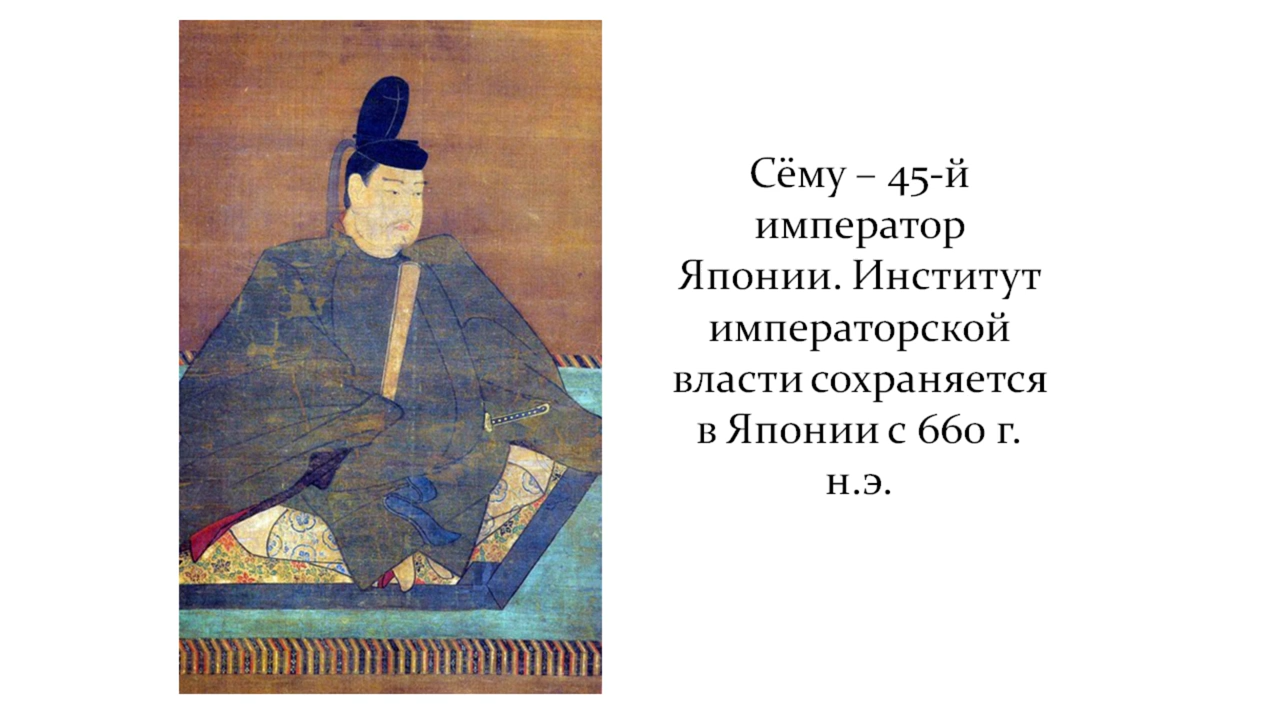 Сёму – 45-й
император
Японии. Институт
императорской
власти сохраняется
в Японии с 660 г.
н.э.